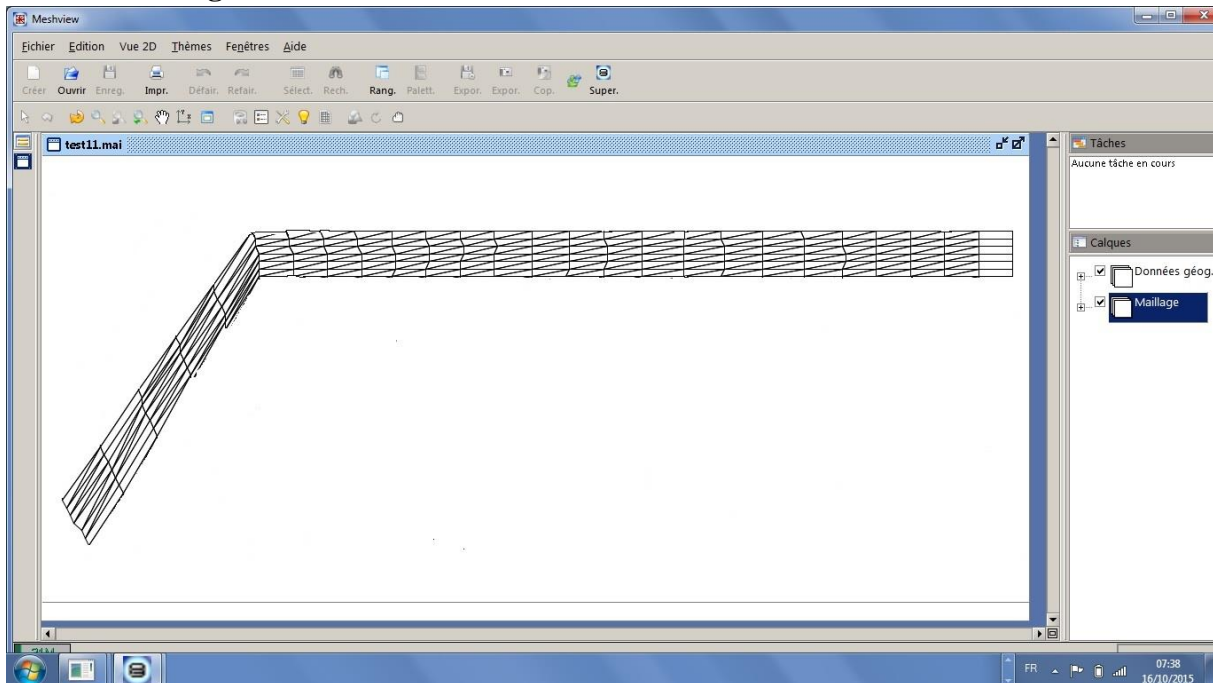 Meshview
Fichier Edition Vue 2D Thèmes Fenêtres Aide
Créer Ouvrir Enreg. Impr. Défair. Refair. Sélect. Rech. Rang. Palett. Expor. Expor. Cop. Super.
test11.mai
Tâches
Aucune tâche en cours
Calques
Données géog.
Maillage
FR
07:38
16/10/2015